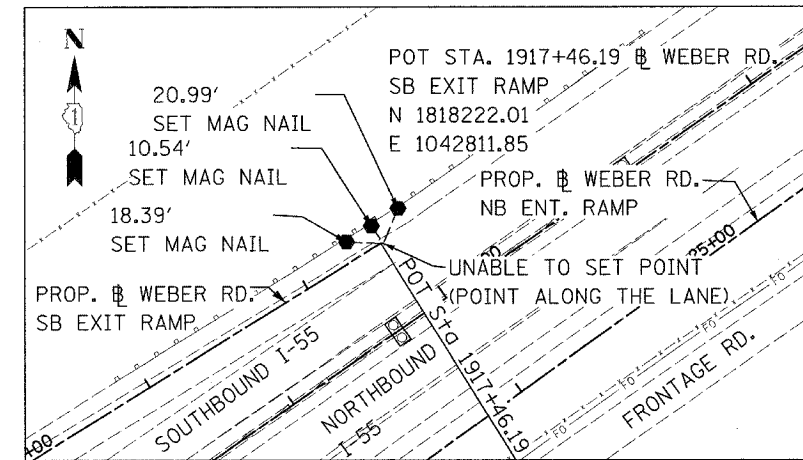 N
1
20.99'
SET MAG NAIL
10.54'
SET MAG NAIL
18.39'
SET MAG NAIL
POT STA. 1917+46.19 ℄ WEBER RD.
SB EXIT RAMP
N 1818222.01
E 1042811.85
PROP. ℄ WEBER RD.
NB ENT. RAMP
UNABLE TO SET POINT
(POINT ALONG THE LANE)
PROP. ℄ WEBER RD.
SB EXIT RAMP
POT Sta 1917+46.19
SOUTHBOUND I-55
NORTHBOUND
I-55
FRONTAGE RD.
25+00
+00
00
FO
FO
FO
FO
FO